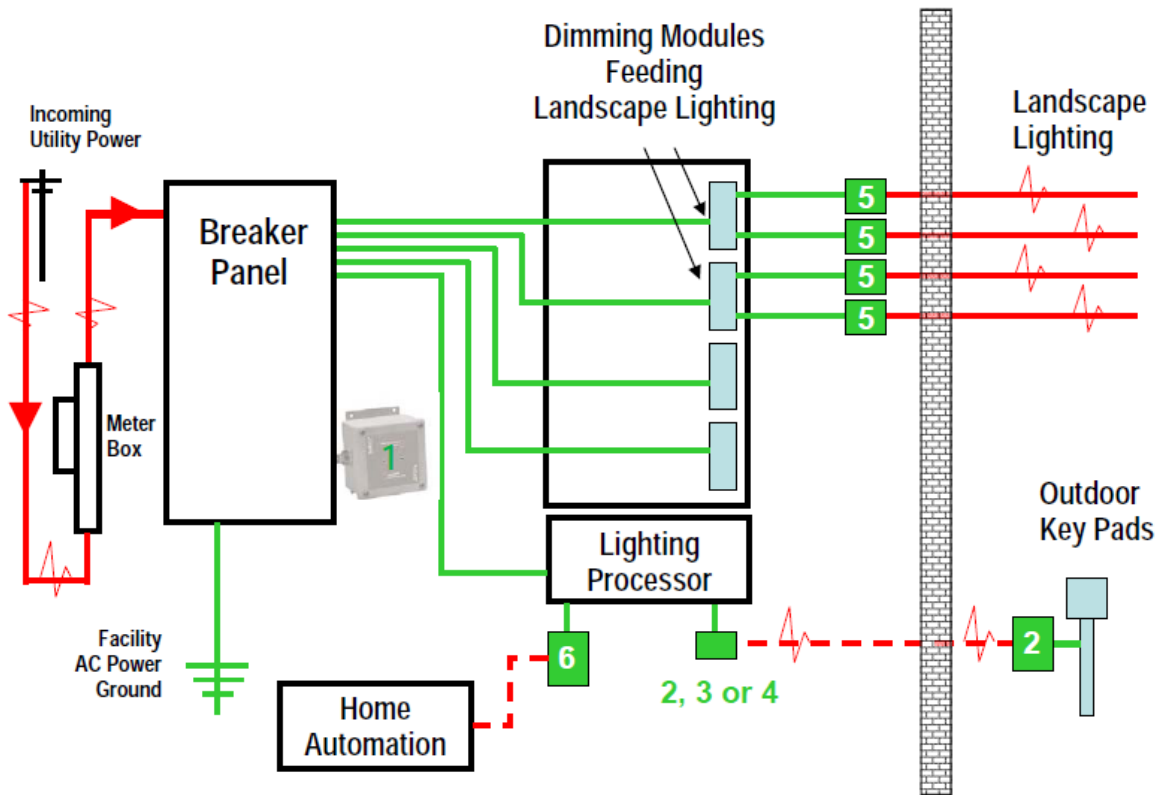 Dimming Modules
Feeding
Landscape Lighting
Incoming
Utility Power
Landscape
Lighting
Breaker
Panel
5
5
5
5
Meter
Box
1
Outdoor
Key Pads
Lighting
Processor
Facility
AC Power
Ground
6
2
2, 3 or 4
Home
Automation